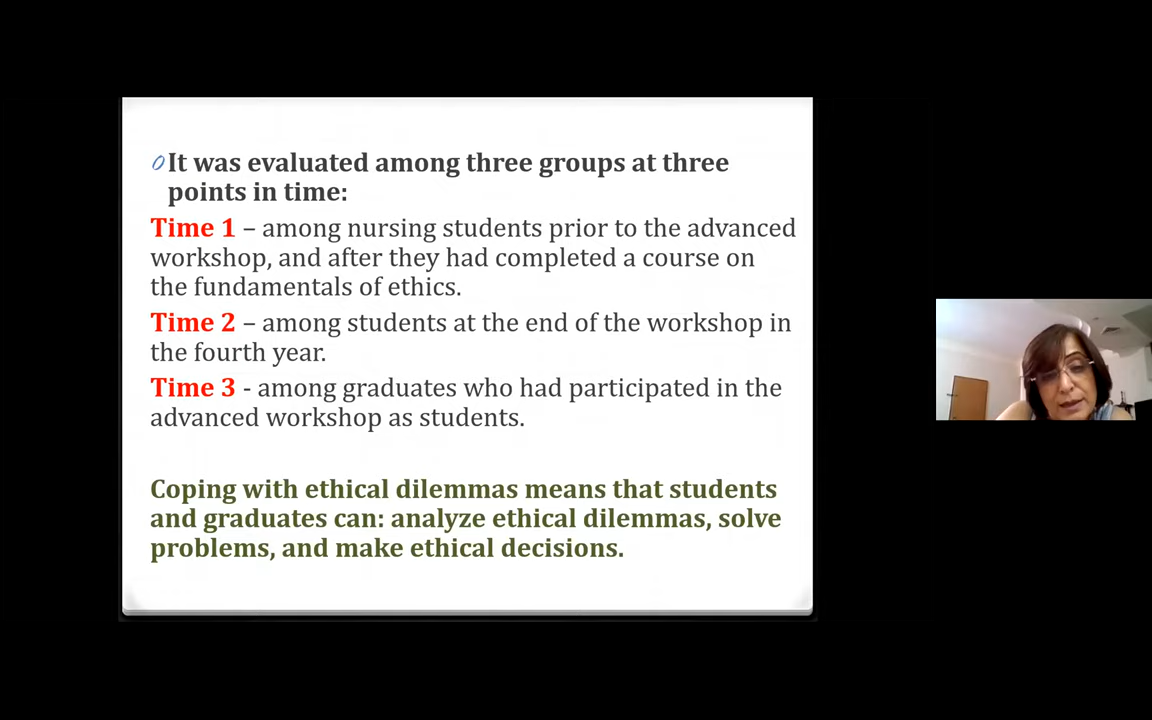 It was evaluated among three groups at three
points in time:
Time 1 – among nursing students prior to the advanced
workshop, and after they had completed a course on
the fundamentals of ethics.
Time 2 – among students at the end of the workshop in
the fourth year.
Time 3 - among graduates who had participated in the
advanced workshop as students.
Coping with ethical dilemmas means that students
and graduates can: analyze ethical dilemmas, solve
problems, and make ethical decisions.